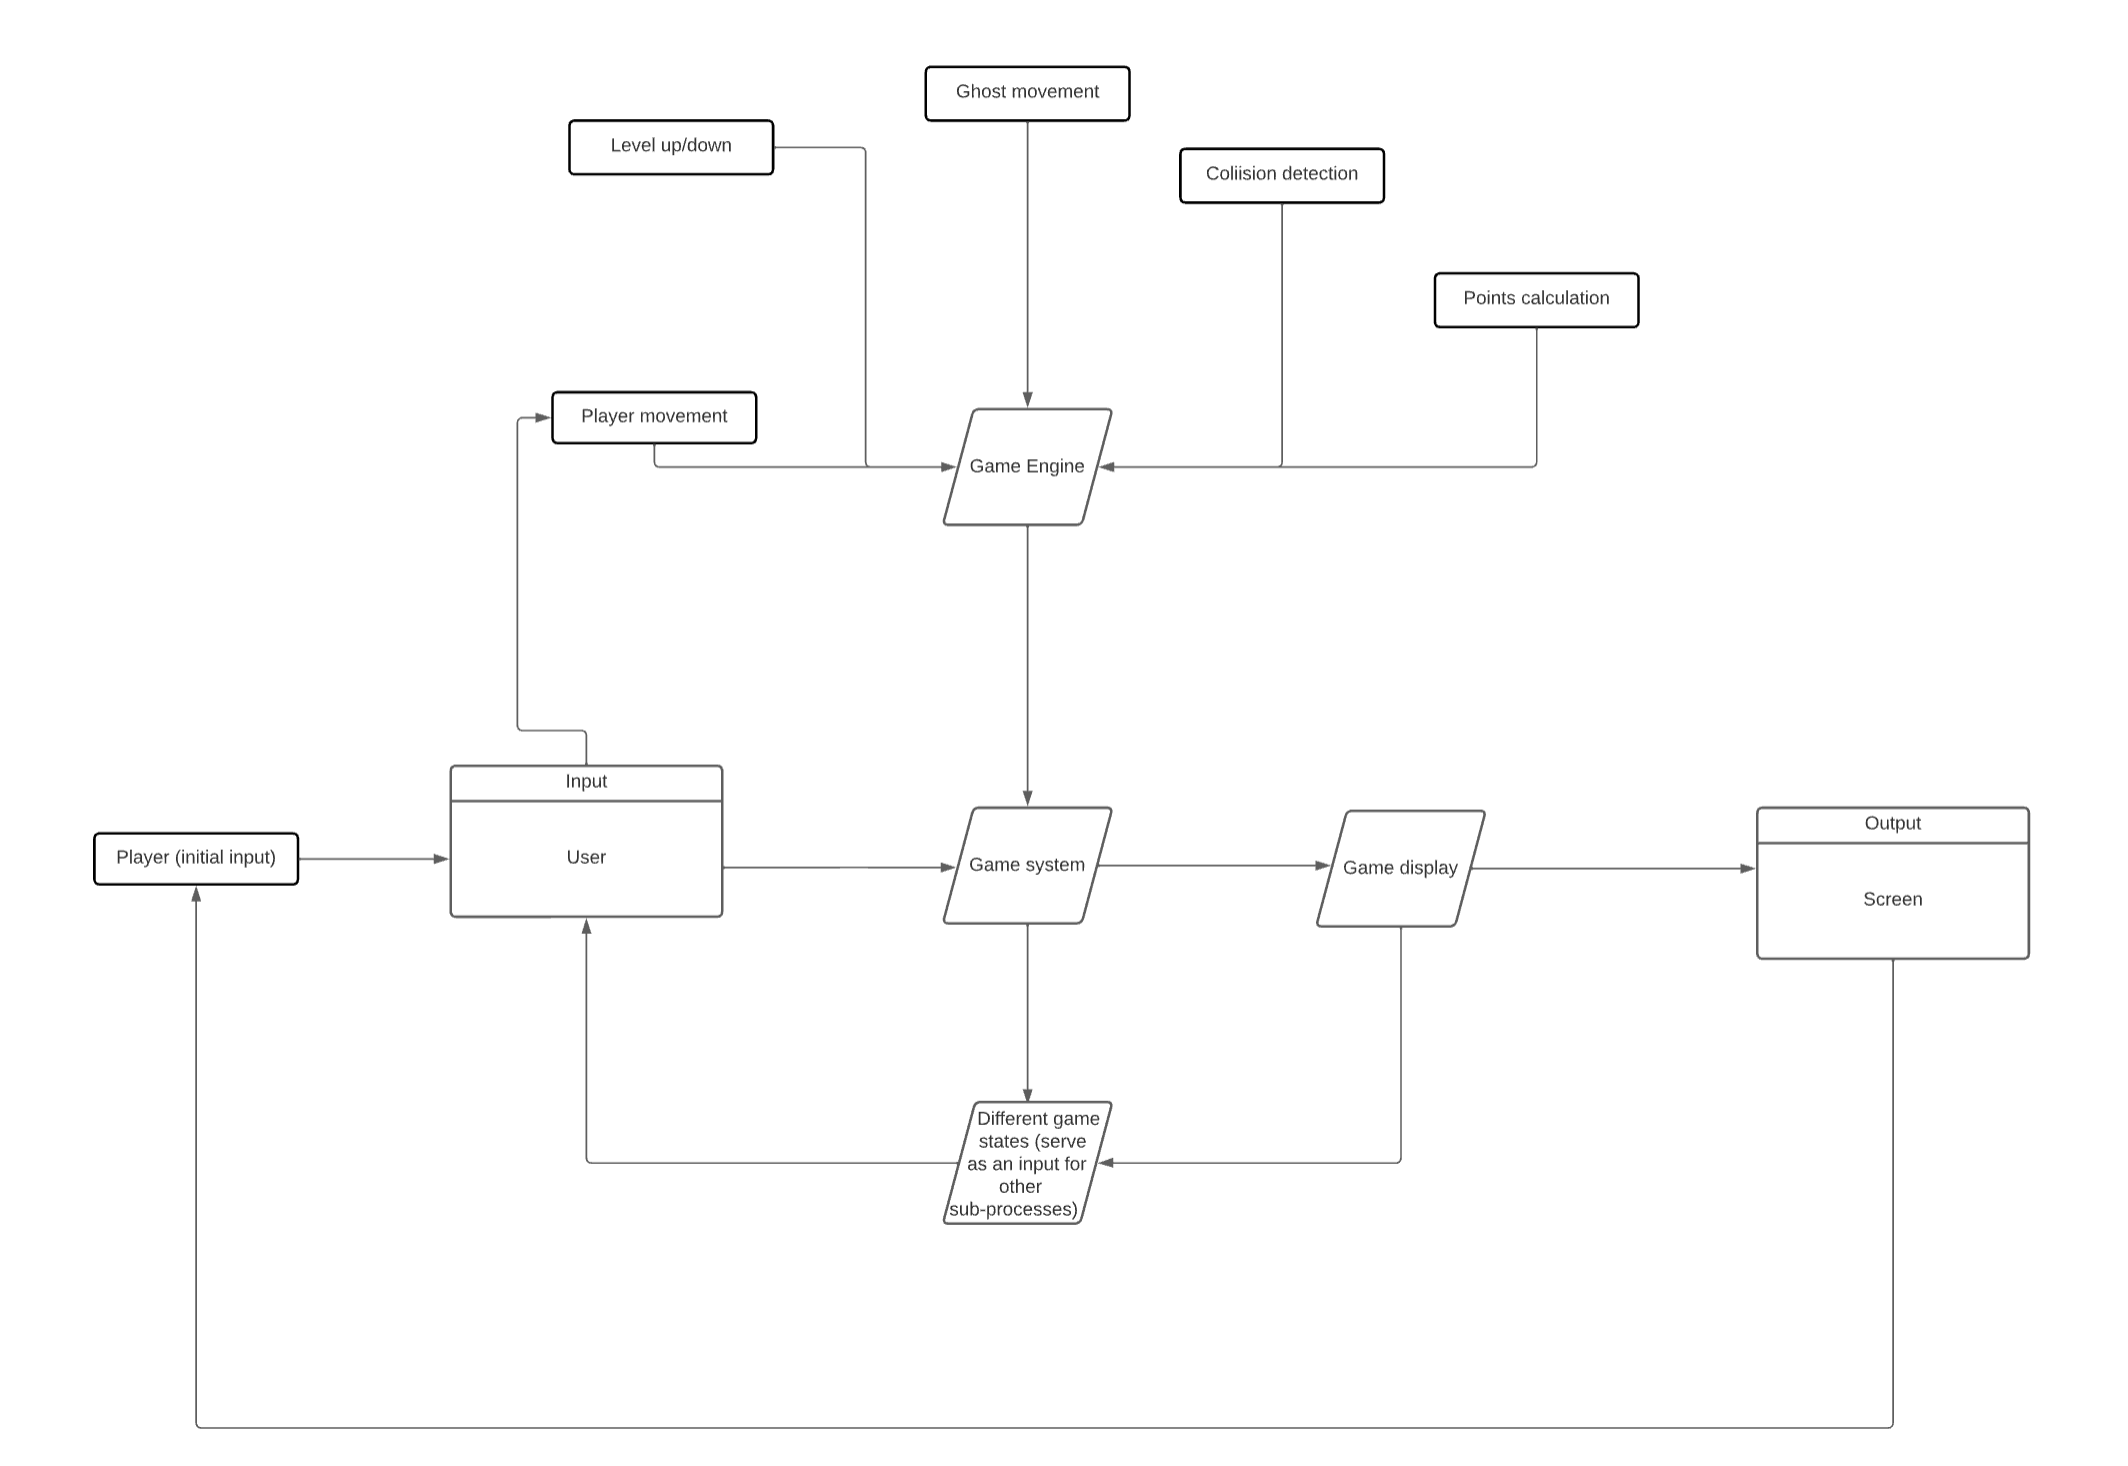 Ghost movement
Level up/down
Coliision detection
Points calculation
Player movement
Game Engine
Input
User
Player (initial input)
Game system
Game display
Output
Screen
Different game
states (serve
as an input for
other
sub-processes)